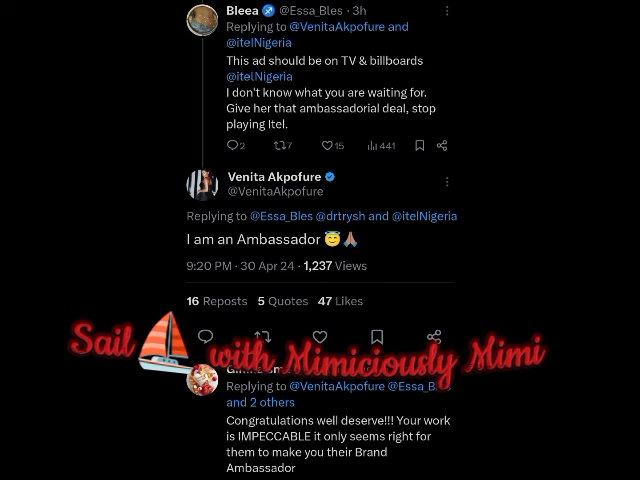 Bleea @Essa_Bles · 3h
Replying to @VenitaAkpofure and
@itelNigeria
This ad should be on TV & billboards
@itelNigeria
I don't know what you are waiting for.
Give her that ambassadorial deal, stop
playing Itel.
2 7 15 441
Venita Akpofure
@VenitaAkpofure
Replying to @Essa_Bles @drtrysh and @itelNigeria
I am an Ambassador 😇🙏🏽
9:20 PM · 30 Apr 24 · 1,237 Views
16 Reposts 5 Quotes 47 Likes
Sail with Mimiciously Mimi
Replying to @VenitaAkpofure
and 2 others
Congratulations well deserve!!! Your work
is IMPECCABLE it only seems right for
them to make you their Brand
Ambassador